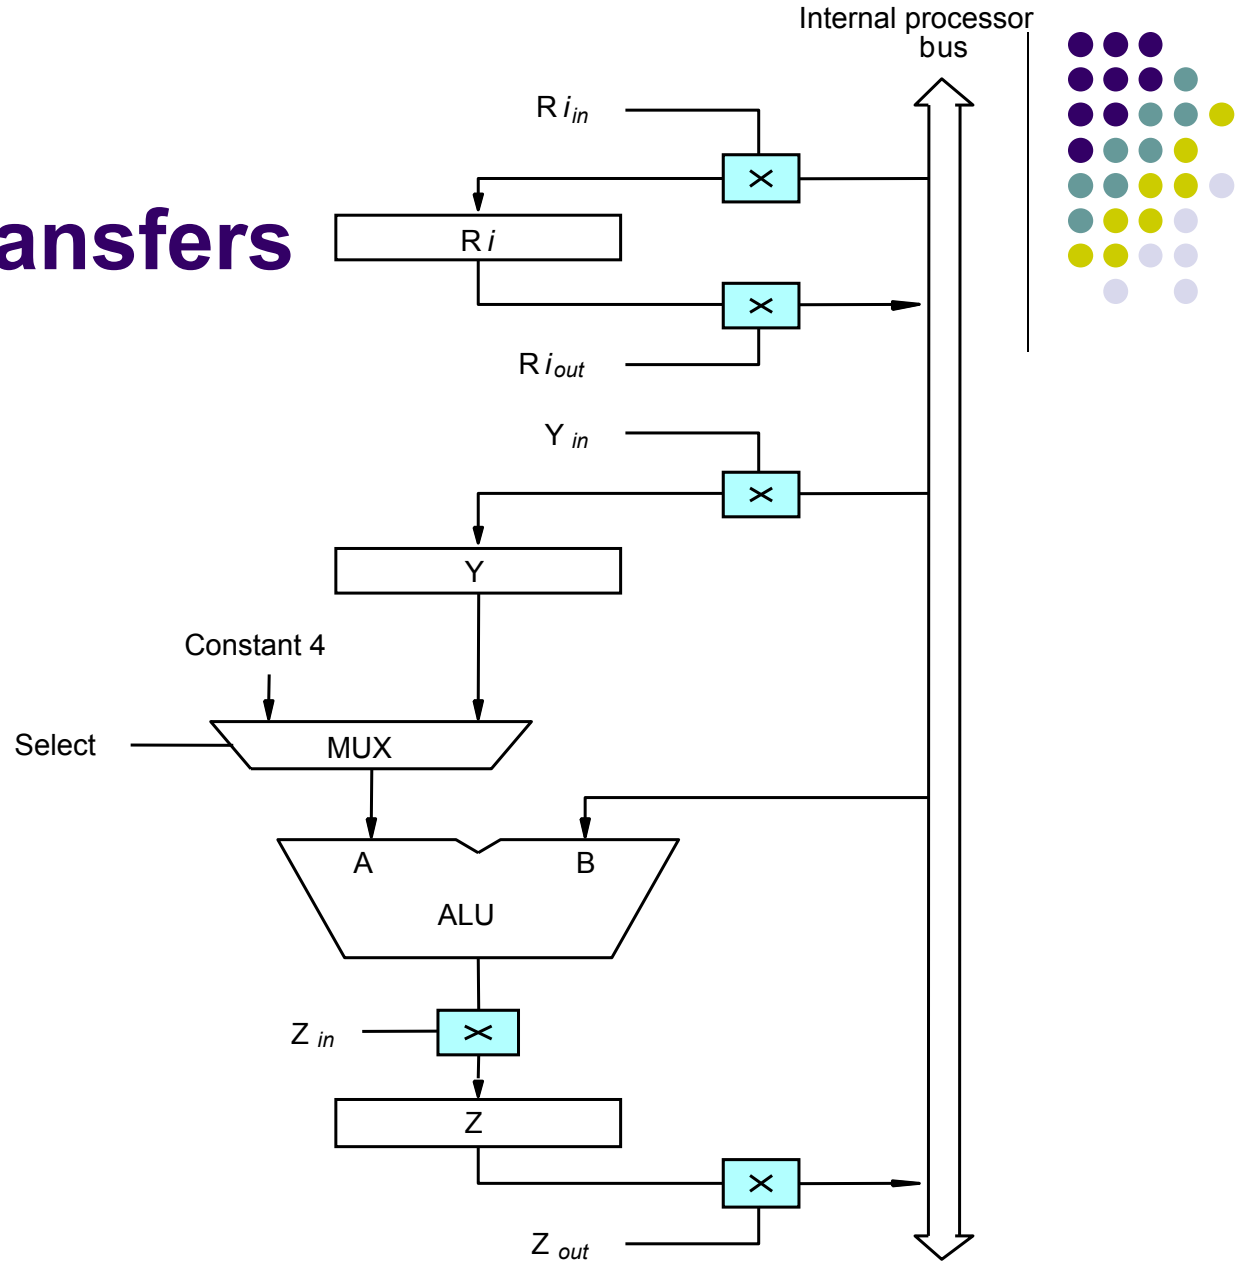 Internal processor
bus
R i in
ansfers
R i
R i out
Y in
Y
Constant 4
Select
MUX
A
B
ALU
Z in
Z
Z out